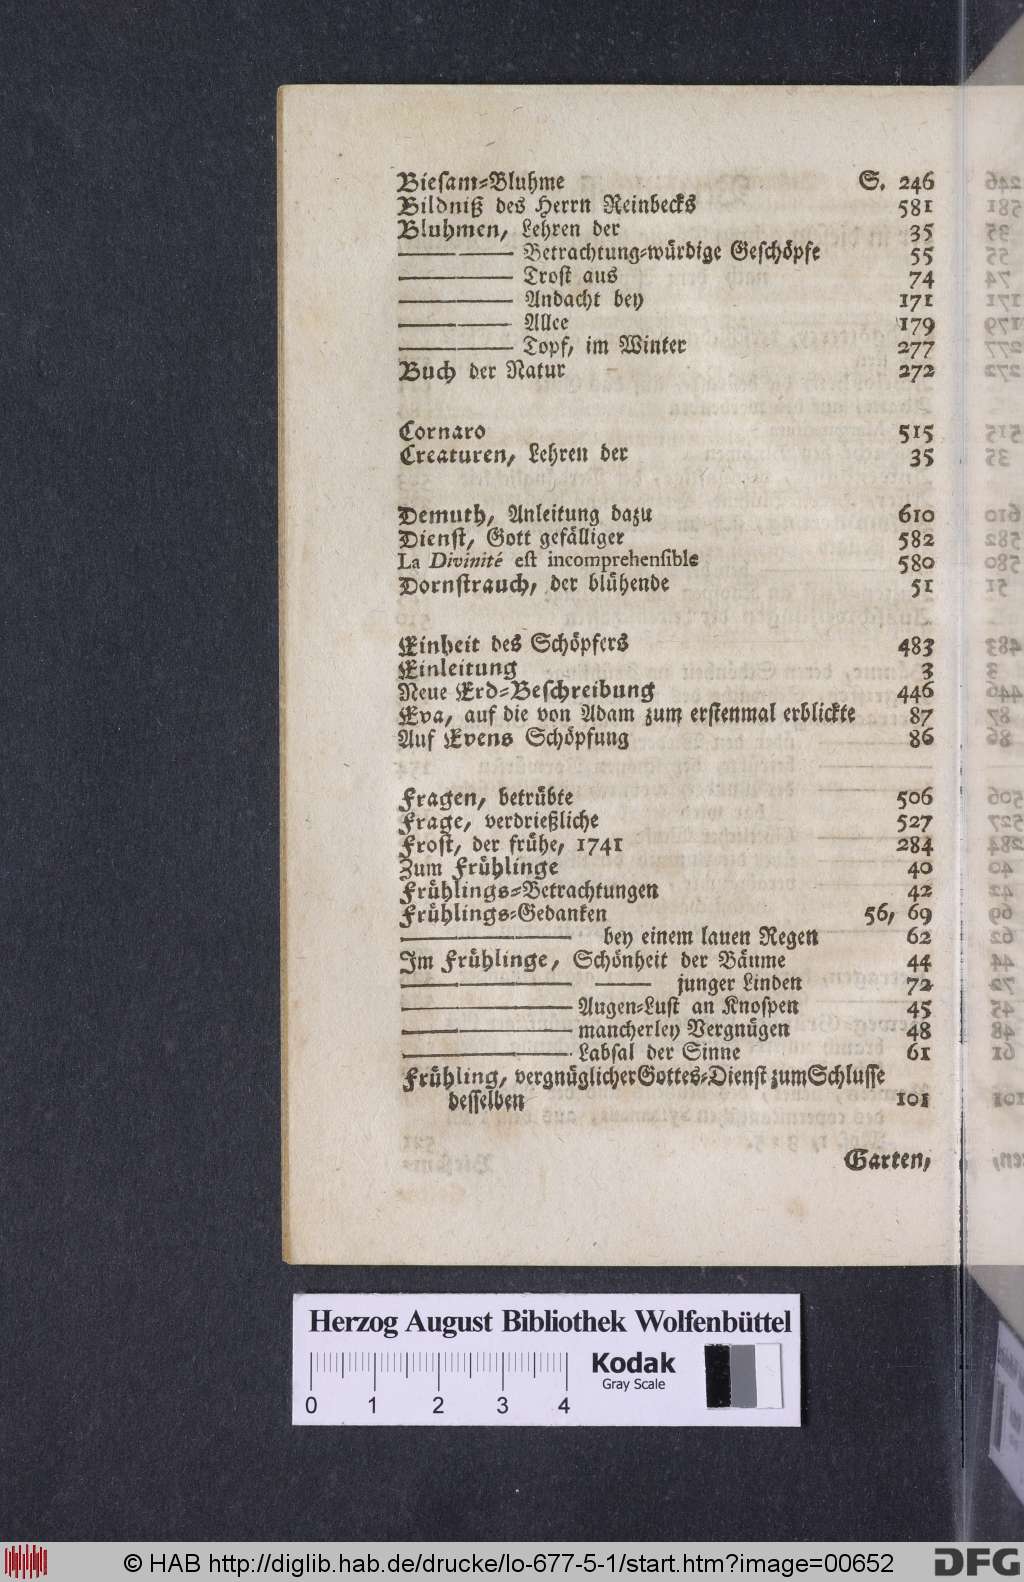 Biesam-Bluhme S. 246
Bildniß des Herrn Reinbecks 581
Bluhmen, Lehren der 35
—— —— Betrachtung-würdige Geschöpfe 55
—— —— Trost aus 74
—— —— Andacht bey 171
—— —— Allee 179
—— —— Topf, im Winter 277
Buch der Natur 272
Cornaro 515
Creaturen, Lehren der 35
Demuth, Anleitung dazu 610
Dienst, Gott gefälliger 582
La Divinité est incomprehensible 580
Dornstrauch, der blühende 51
Einheit des Schöpfers 483
Einleitung 3
Neue Erd-Beschreibung 446
Eva, auf die von Adam zum erstenmal erblickte 87
Auf Evens Schöpfung 86
Fragen, betrübte 506
Frage, verdrießliche 527
Frost, der frühe, 1741 284
Zum Frühlinge 40
Frühlings-Betrachtungen 42
Frühlings-Gedanken 56, 69
—— —— bey einem lauen Regen 62
Im Frühlinge, Schönheit der Bäume 44
—— —— —— —— junger Linden 72
—— —— —— Augen-Lust an Knospen 45
—— —— —— mancherley Vergnügen 48
—— —— —— Labsal der Sinne 61
Frühling, vergnüglicher Gottes-Dienst zum Schlusse
desselben 101
Garten,
Herzog August Bibliothek Wolfenbüttel
Kodak
Gray Scale
0 1 2 3 4
© HAB http://diglib.hab.de/drucke/lo-677-5-1/start.htm?image=00652
DFG